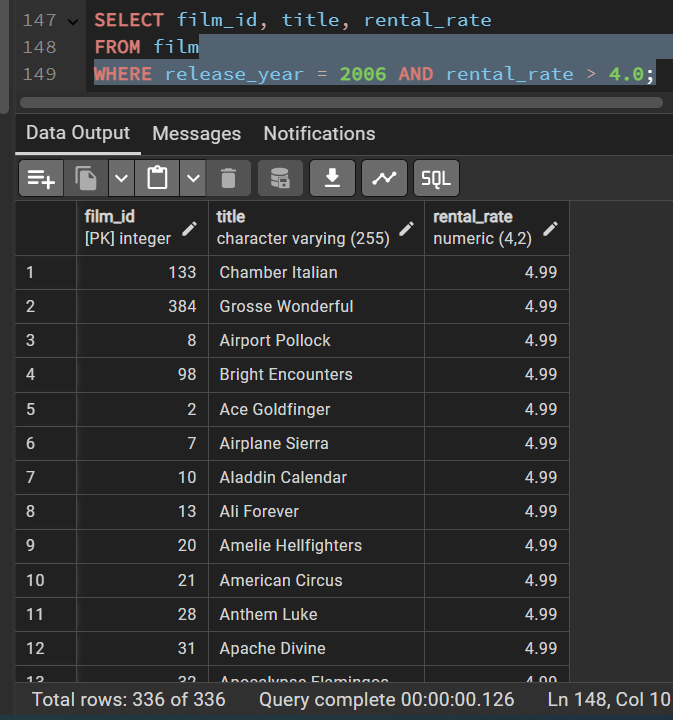 147 SELECT film_id, title, rental_rate
148 FROM film
149 WHERE release_year = 2006 AND rental_rate > 4.0;
Data Output Messages Notifications
SQL
film_id title rental_rate
[PK] integer character varying (255) numeric (4,2)
1 133 Chamber Italian 4.99
2 384 Grosse Wonderful 4.99
3 8 Airport Pollock 4.99
4 98 Bright Encounters 4.99
5 2 Ace Goldfinger 4.99
6 7 Airplane Sierra 4.99
7 10 Aladdin Calendar 4.99
8 13 Ali Forever 4.99
9 20 Amelie Hellfighters 4.99
10 21 American Circus 4.99
11 28 Anthem Luke 4.99
12 31 Apache Divine 4.99
13 32 Apocalypse Flamingos 4.99
Total rows: 336 of 336 Query complete 00:00:00.126 Ln 148, Col 10